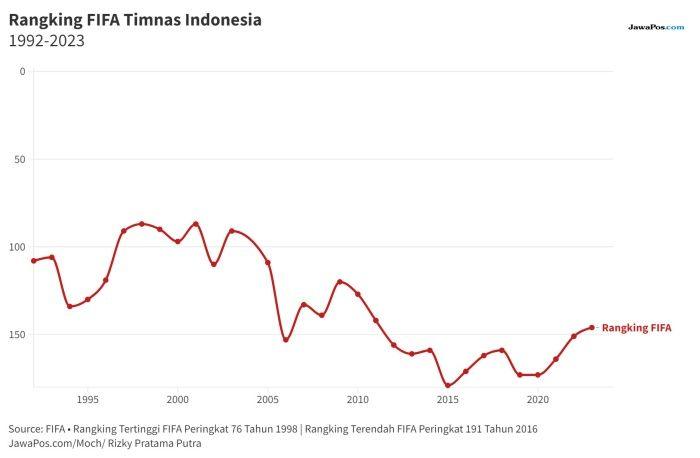 Rangking FIFA Timnas Indonesia
1992-2023
JawaPos.com
0
50
100
150
Rangking FIFA
1995
2000
2005
2010
2015
2020
Source: FIFA • Rangking Tertinggi FIFA Peringkat 76 Tahun 1998 | Rangking Terendah FIFA Peringkat 191 Tahun 2016
JawaPos.com/Moch/ Rizky Pratama Putra